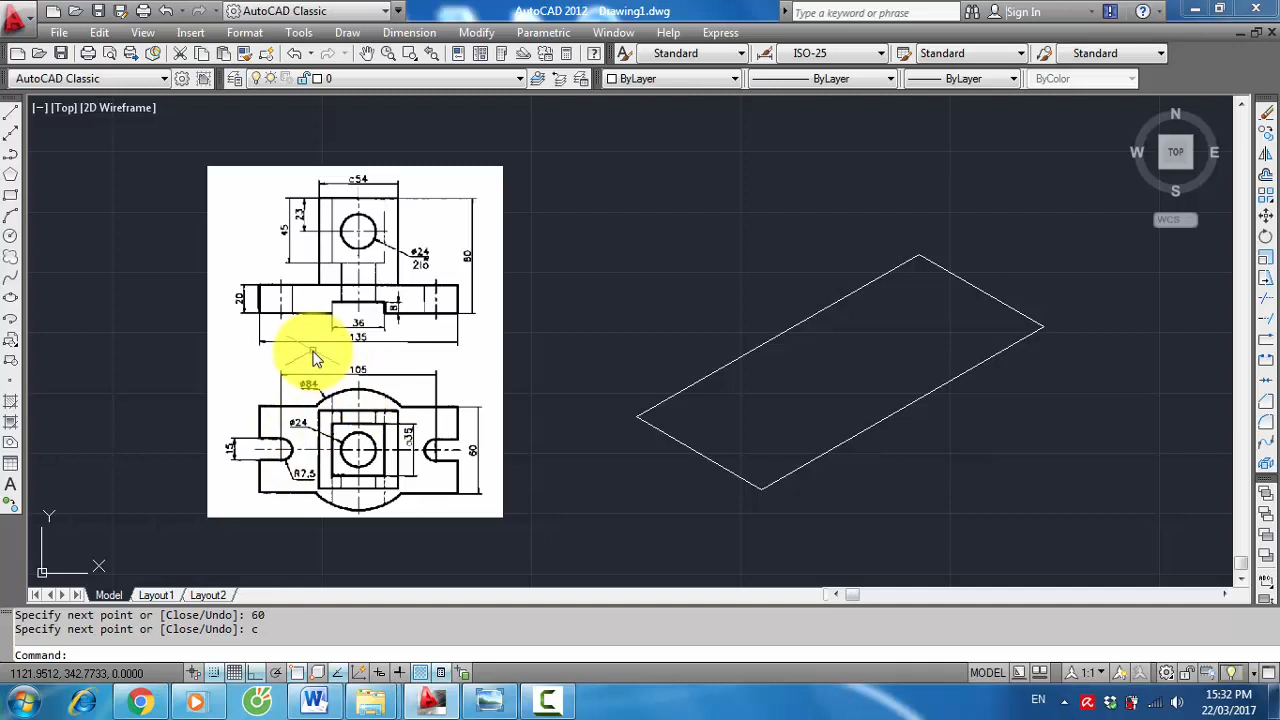 AutoCAD Classic
AutoCAD 2012 Drawing1.dwg
Type a keyword or phrase
Sign In
File Edit View Insert Format Tools Draw Dimension Modify Parametric Window Help Express
Standard ISO-25 Standard Standard
AutoCAD Classic 0 ByLayer ByLayer ByLayer ByColor
[−] [Top] [2D Wireframe]
N
W TOP E
S
WCS
54
23
45
ø24
80
20
8
36
135
105
ø84
ø24
35
15
60
R7,5
Y
X
Model Layout1 Layout2
Specify next point or [Close/Undo]: 60
Specify next point or [Close/Undo]: c
Command:
1121.9512, 342.7733, 0.0000
MODEL 1:1
EN
15:32 PM
22/03/2017